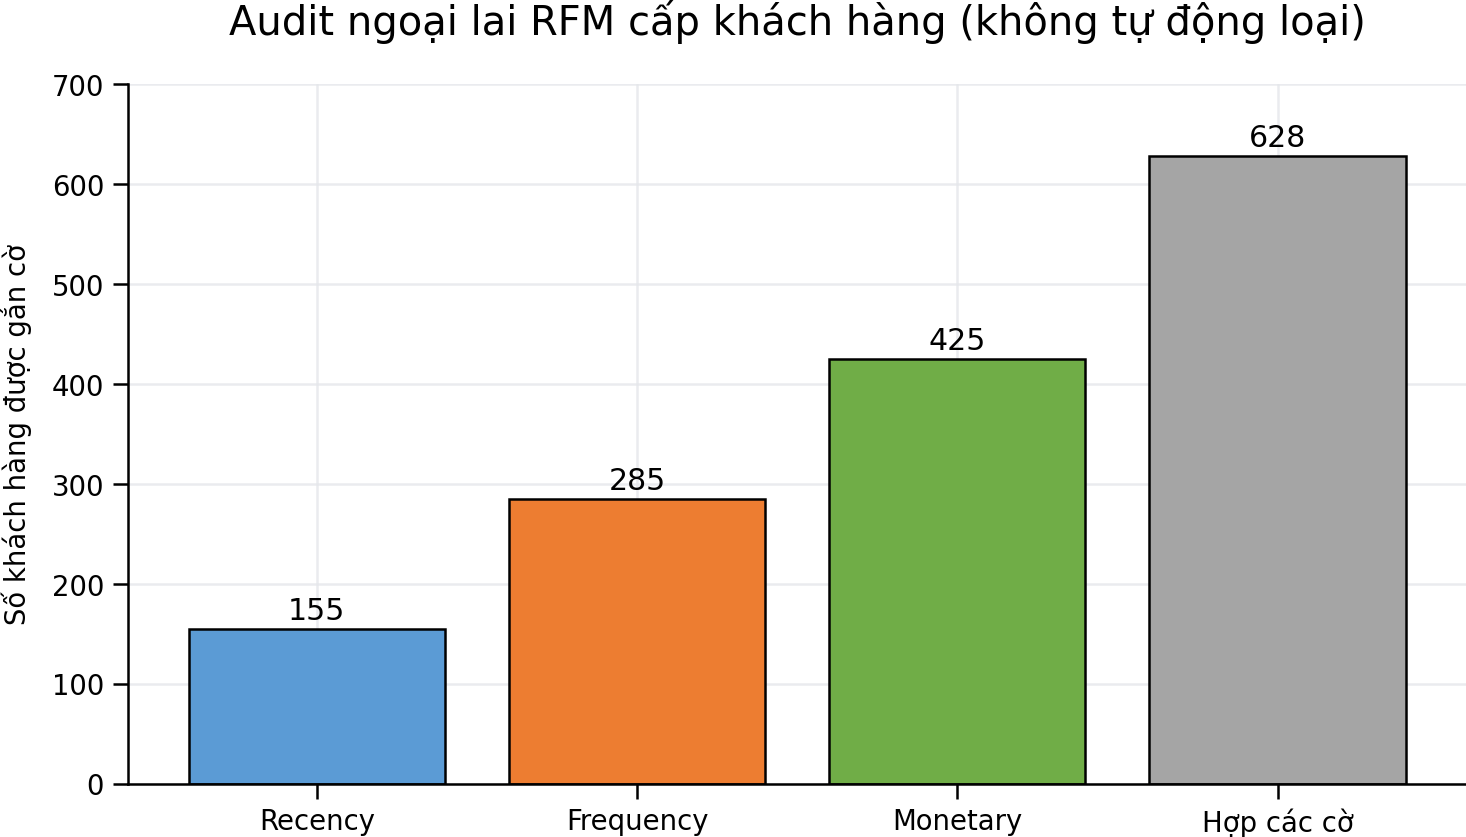 Audit ngoại lai RFM cấp khách hàng (không tự động loại)
Số khách hàng được gắn cờ
700
600
500
400
300
200
100
0
155
285
425
628
Recency
Frequency
Monetary
Hợp các cờ